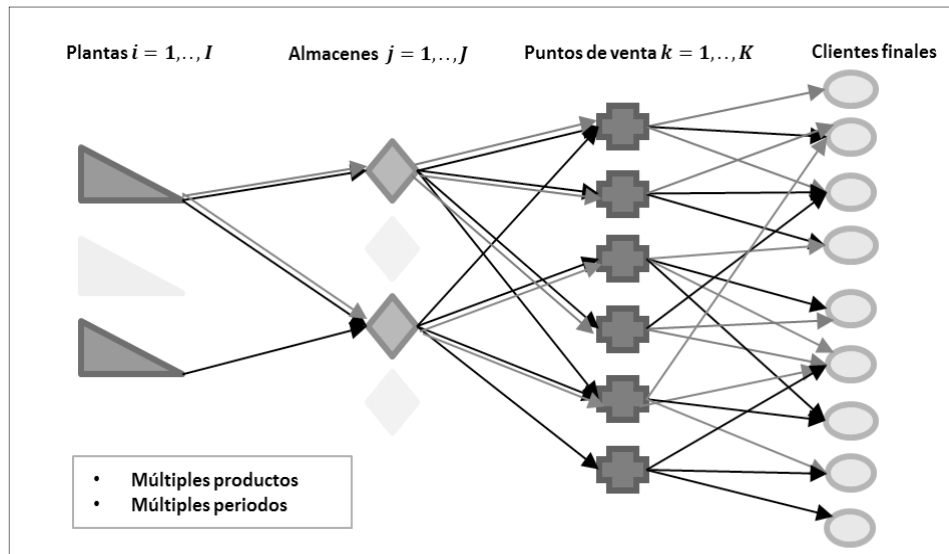 Plantas i = 1,..,I
Almacenes j = 1,..,J
Puntos de venta k = 1,..,K
Clientes finales
• Múltiples productos
• Múltiples periodos